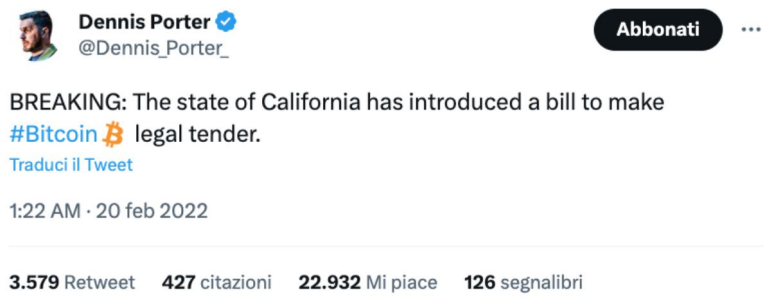 Dennis Porter
@Dennis_Porter_
Abbonati
BREAKING: The state of California has introduced a bill to make
#Bitcoin legal tender.
Traduci il Tweet
1:22 AM · 20 feb 2022
3.579 Retweet 427 citazioni 22.932 Mi piace 126 segnalibri